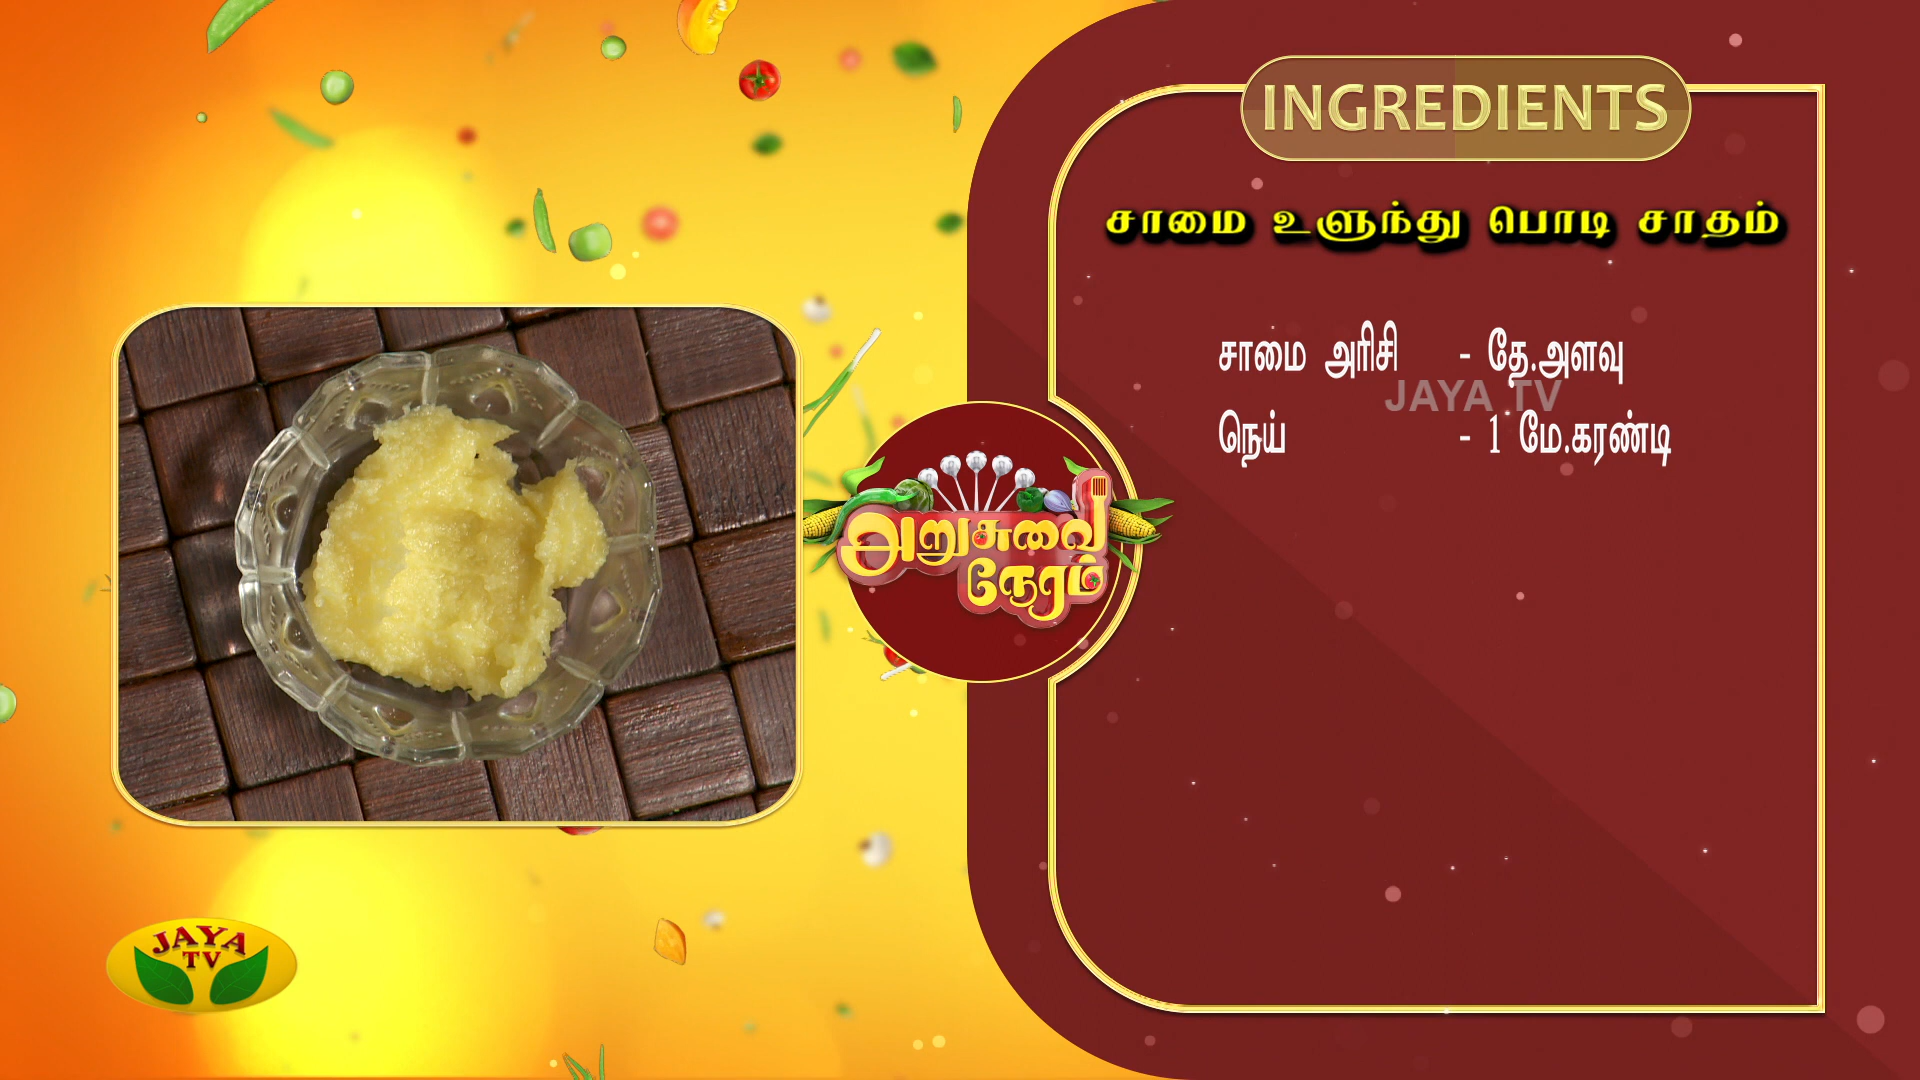 INGREDIENTS
சாமை உளுந்து பொடி சாதம்
சாமை அரிசி - தே.அளவு
JAYA TV
நெய் - 1 மே.கரண்டி
அறுசுவை
நேரம்
JAYA
TV